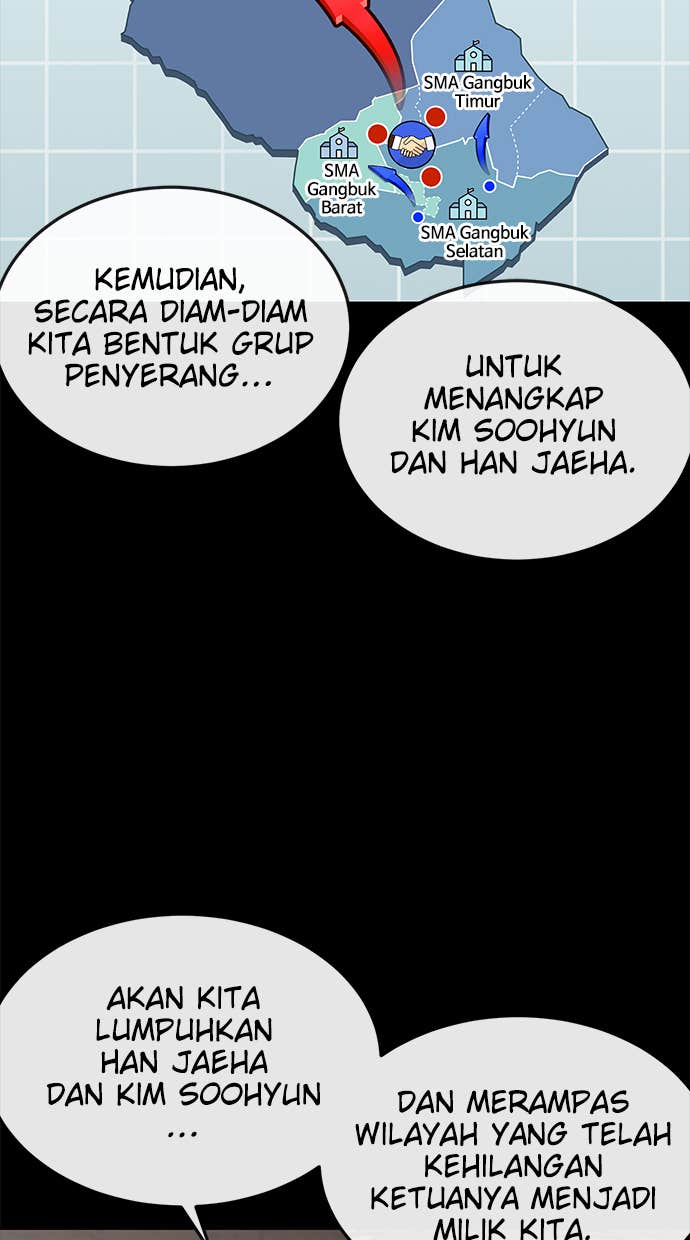 SMA Gangbuk
Timur
SMA
Gangbuk
Barat
SMA Gangbuk
Selatan
KEMUDIAN,
SECARA DIAM-DIAM
KITA BENTUK GRUP
PENYERANG...
UNTUK
MENANGKAP
KIM SOOHYUN
DAN HAN JAEHA.
AKAN KITA
LUMPUHKAN
HAN JAEHA
DAN KIM SOOHYUN
...
DAN MERAMPAS
WILAYAH YANG TELAH
KEHILANGAN
KETUANYA MENJADI
MILIK KITA.